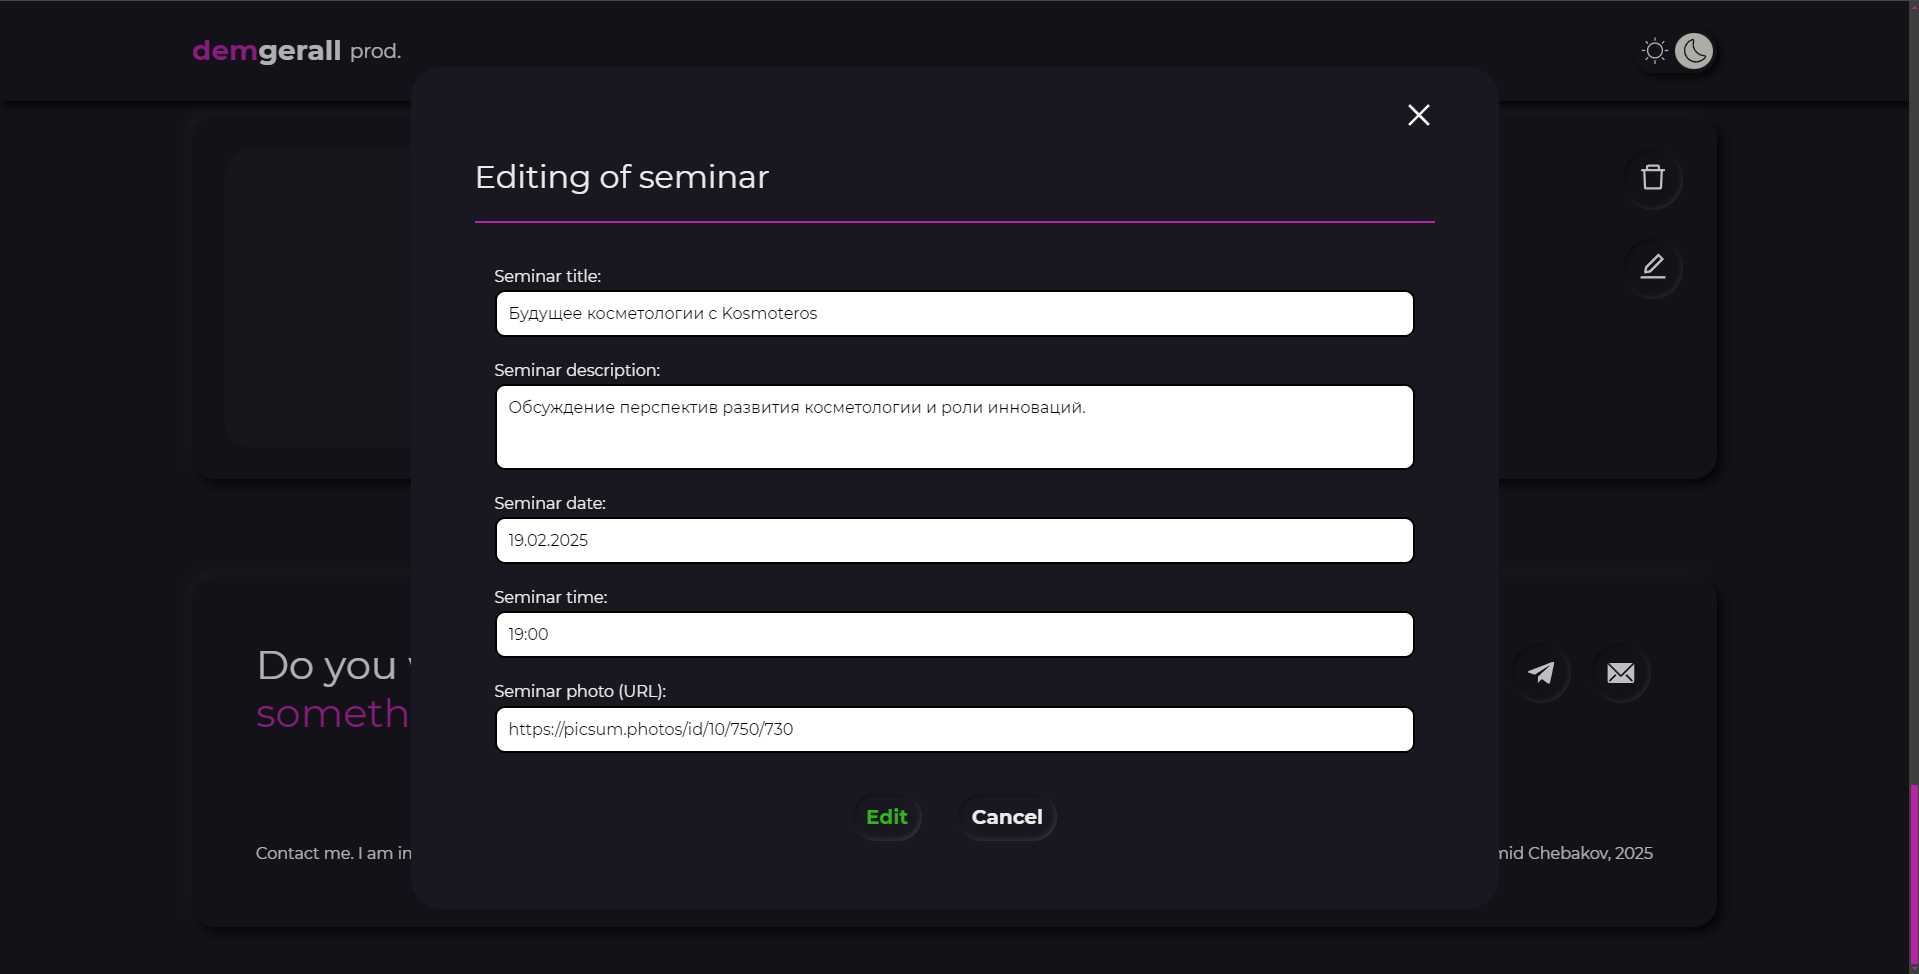 demgerall prod.
Editing of seminar
Seminar title:
Будущее косметологии с Kosmoteros
Seminar description:
Обсуждение перспектив развития косметологии и роли инноваций.
Seminar date:
19.02.2025
Seminar time:
19:00
Seminar photo (URL):
https://picsum.photos/id/10/750/730
Edit
Cancel
Do you
someth
Contact me. I am in
mid Chebakov, 2025